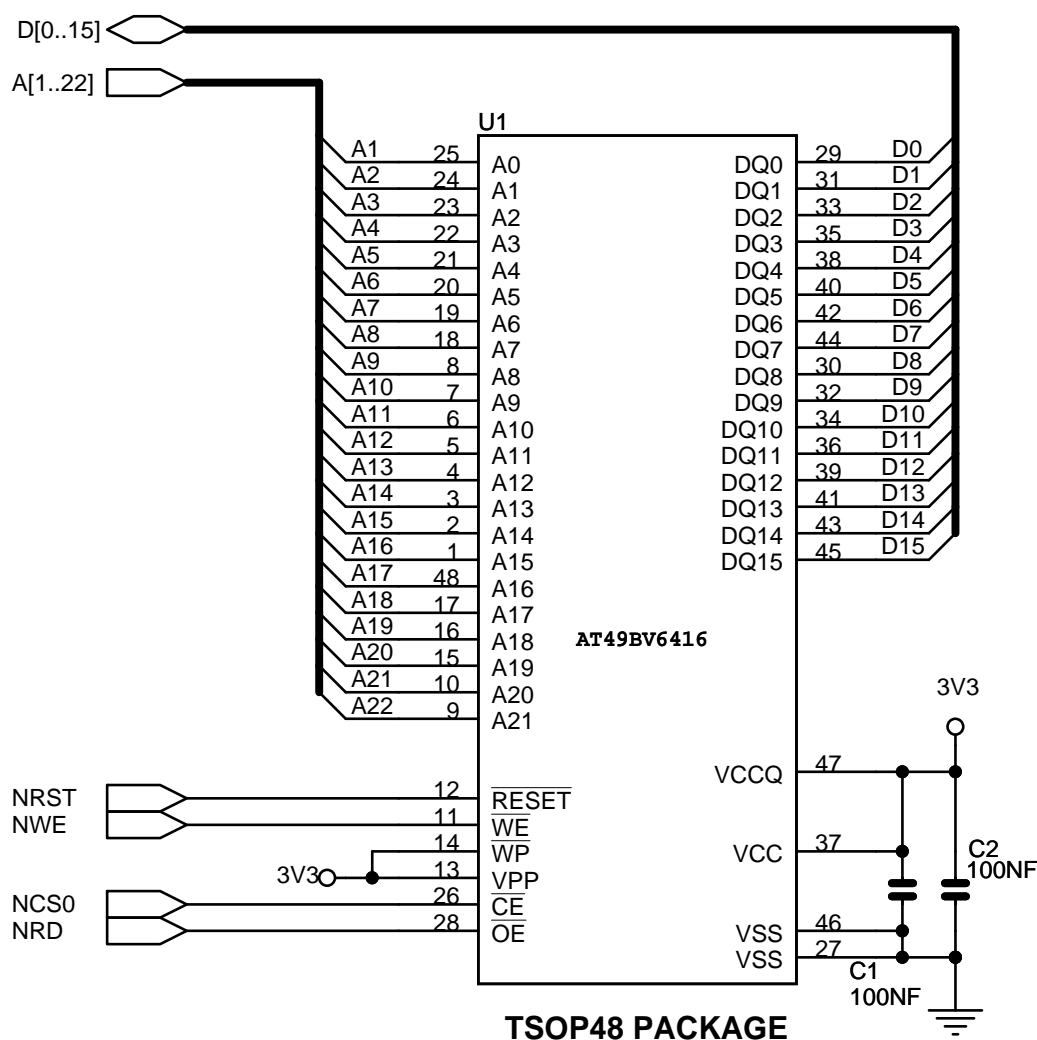 D[0..15]
A[1..22]
U1
A1 25 A0 DQ0 29 D0
A2 24 A1 DQ1 31 D1
A3 23 A2 DQ2 33 D2
A4 22 A3 DQ3 35 D3
A5 21 A4 DQ4 38 D4
A6 20 A5 DQ5 40 D5
A7 19 A6 DQ6 42 D6
A8 18 A7 DQ7 44 D7
A9 8 A8 DQ8 30 D8
A10 7 A9 DQ9 32 D9
A11 6 A10 DQ10 34 D10
A12 5 A11 DQ11 36 D11
A13 4 A12 DQ12 39 D12
A14 3 A13 DQ13 41 D13
A15 2 A14 DQ14 43 D14
A16 1 A15 DQ15 45 D15
A17 48 A16
A18 17 A17
A19 16 A18 AT49BV6416
A20 15 A19
A21 10 A20
A22 9 A21
3V3
VCCQ 47
NRST 12 RESET
NWE 11 WE
14 WP VCC 37
3V3 13 VPP
C2
100NF
NCS0 26 CE
NRD 28 OE VSS 46
VSS 27
C1
100NF
TSOP48 PACKAGE